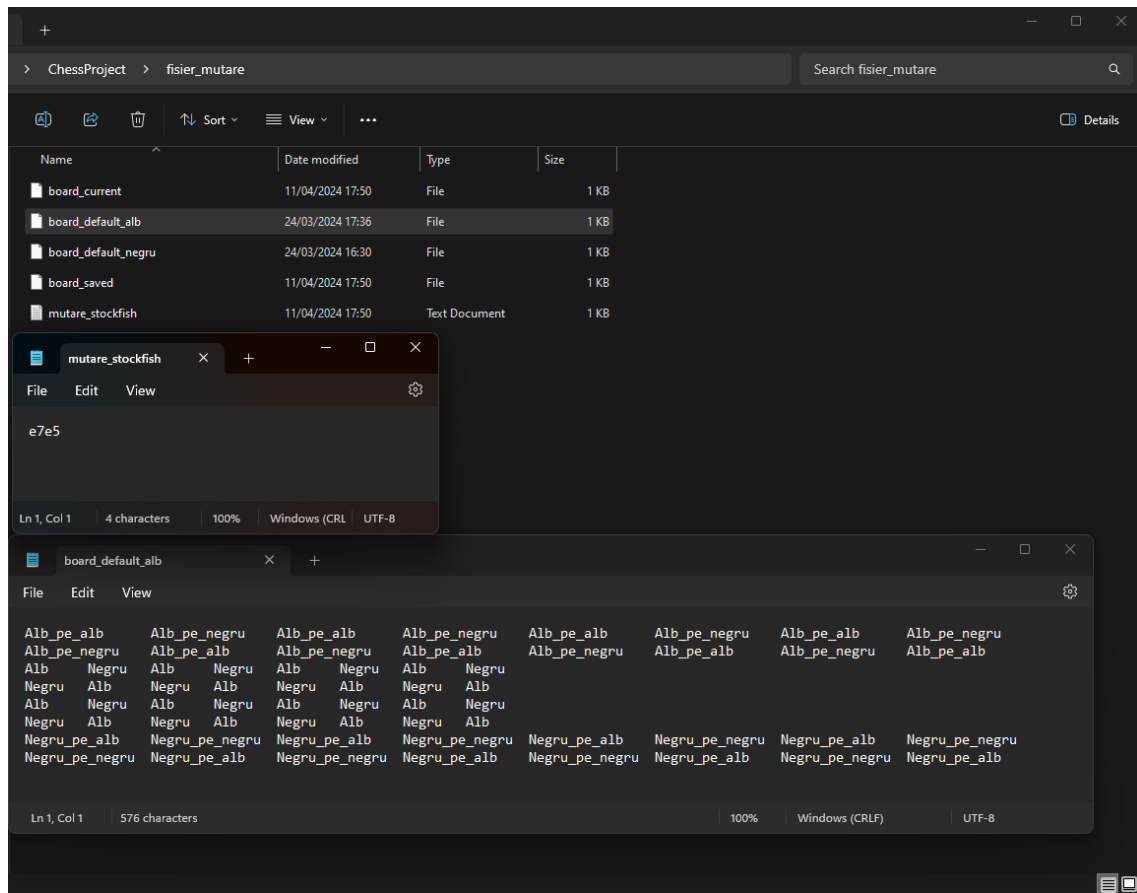 ChessProject > fisier_mutare Search fisier_mutare
Sort View ... Details
Name Date modified Type Size
board_current 11/04/2024 17:50 File 1 KB
board_default_alb 24/03/2024 17:36 File 1 KB
board_default_negru 24/03/2024 16:30 File 1 KB
board_saved 11/04/2024 17:50 File 1 KB
mutare_stockfish 11/04/2024 17:50 Text Document 1 KB
mutare_stockfish
File Edit View
e7e5
Ln 1, Col 1 4 characters 100% Windows (CRL UTF-8
board_default_alb
File Edit View
Alb_pe_alb Alb_pe_negru Alb_pe_alb Alb_pe_negru Alb_pe_alb Alb_pe_negru Alb_pe_alb Alb_pe_negru
Alb_pe_negru Alb_pe_alb Alb_pe_negru Alb_pe_alb Alb_pe_negru Alb_pe_alb Alb_pe_negru Alb_pe_alb
Alb Negru Alb Negru Alb Negru Alb Negru
Negru Alb Negru Alb Negru Alb Negru Alb
Alb Negru Alb Negru Alb Negru Alb Negru
Negru Alb Negru Alb Negru Alb Negru Alb
Negru_pe_alb Negru_pe_negru Negru_pe_alb Negru_pe_negru Negru_pe_alb Negru_pe_negru Negru_pe_alb Negru_pe_negru
Negru_pe_negru Negru_pe_alb Negru_pe_negru Negru_pe_alb Negru_pe_negru Negru_pe_alb Negru_pe_negru Negru_pe_alb
Ln 1, Col 1 576 characters 100% Windows (CRLF) UTF-8